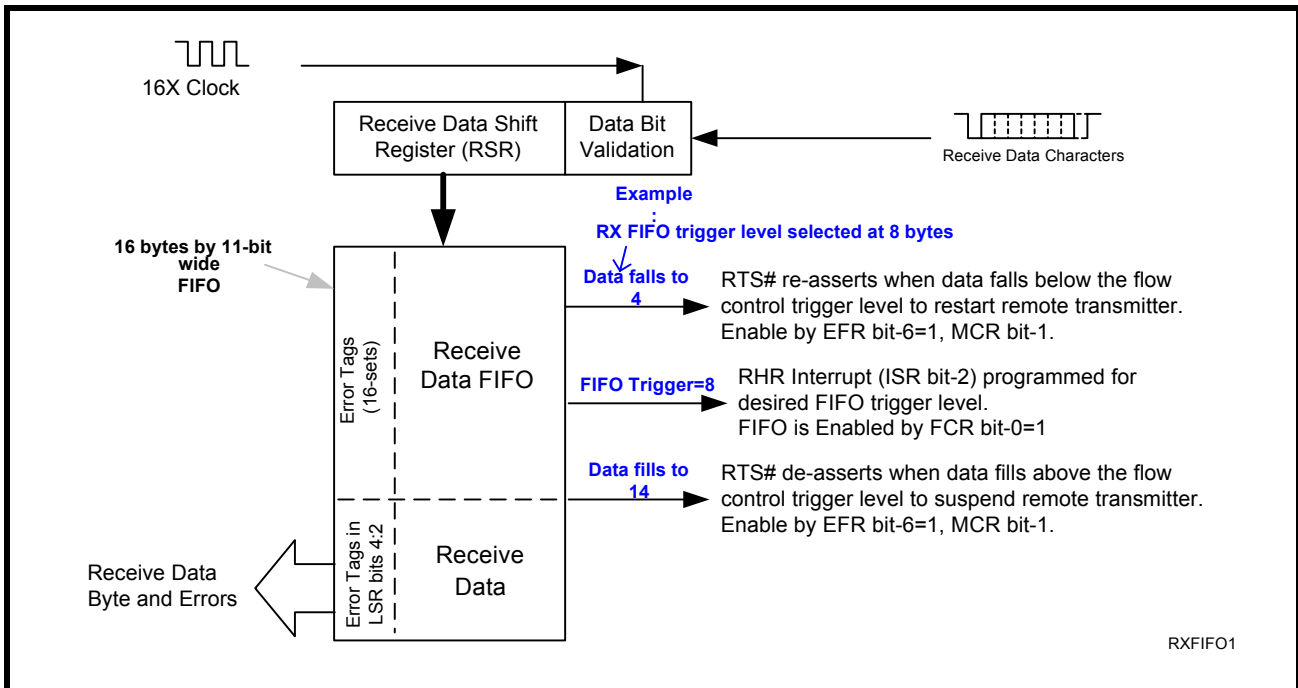 16X Clock
Receive Data Shift
Register (RSR)
Data Bit
Validation
Receive Data Characters
Example
:
RX FIFO trigger level selected at 8 bytes
16 bytes by 11-bit
wide
FIFO
Error Tags
(16-sets)
Receive
Data FIFO
Data falls to
4
RTS# re-asserts when data falls below the flow
control trigger level to restart remote transmitter.
Enable by EFR bit-6=1, MCR bit-1.
FIFO Trigger=8
RHR Interrupt (ISR bit-2) programmed for
desired FIFO trigger level.
FIFO is Enabled by FCR bit-0=1
Data fills to
14
RTS# de-asserts when data fills above the flow
control trigger level to suspend remote transmitter.
Enable by EFR bit-6=1, MCR bit-1.
Error Tags in
LSR bits 4:2
Receive
Data
Receive Data
Byte and Errors
RXFIFO1